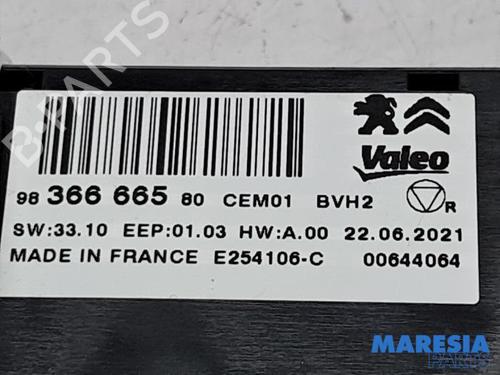 B-PARTS
Valeo
98 366 665 80 CEM01 BVH2 R
SW:33.10 EEP:01.03 HW:A.00 22.06.2021
MADE IN FRANCE E254106-C 00644064
MARESIA
PARTS